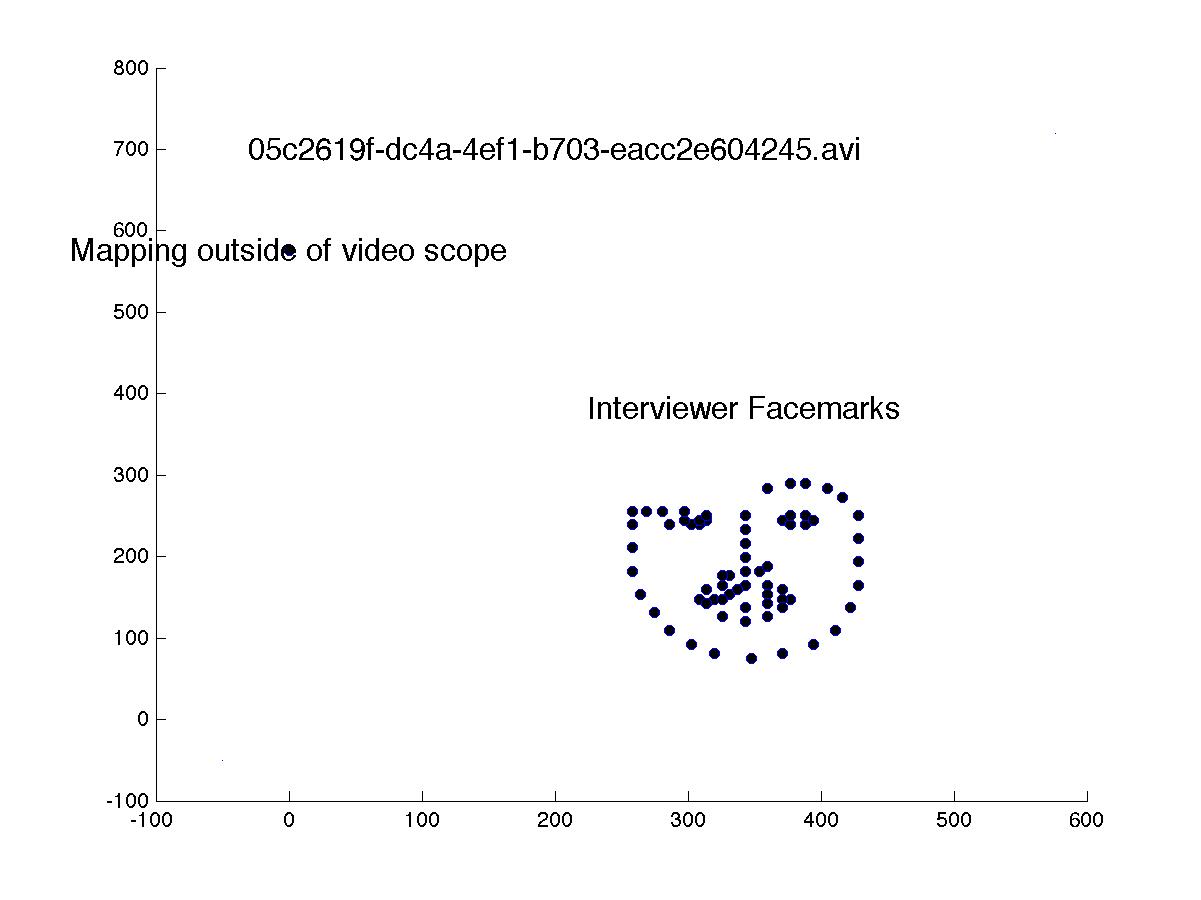 800
700
05c2619f-dc4a-4ef1-b703-eacc2e604245.avi
600
Mapping outside of video scope
500
400
Interviewer Facemarks
300
200
100
0
-100
-100 0 100 200 300 400 500 600